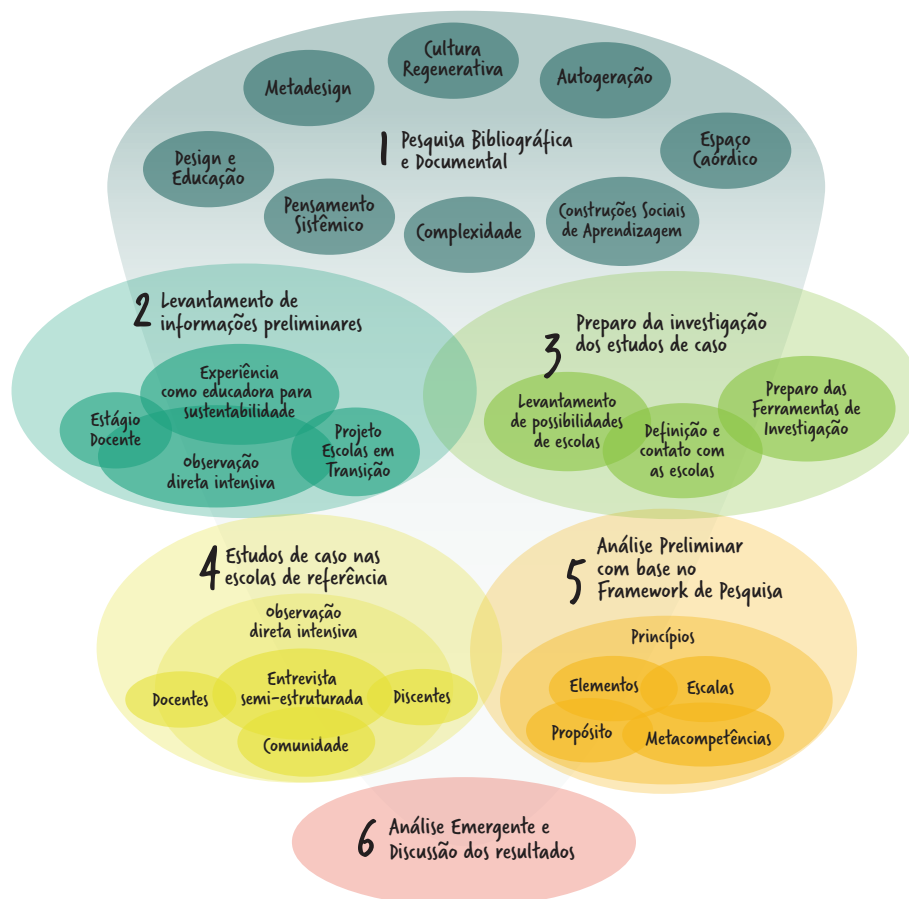 Cultura
Regenerativa
Metadesign
Autogeração
1 Pesquisa Bibliográfica
e Documental
Espaço
Caórdico
Design e
Educação
Pensamento
Sistêmico
Complexidade
Construções Sociais
de Aprendizagem
2 Levantamento de
informações preliminares
Experiência
como educadora para
sustentabilidade
Estágio
Docente
Observação
direta intensiva
Projeto
Escolas em
Transição
3 Preparo da investigação
dos estudos de caso
Levantamento
de possibilidades
de escolas
Definição e
contato com
as escolas
Preparo das
Ferramentas de
Investigação
4 Estudos de caso nas
escolas de referência
Observação
direta intensiva
Docentes
Entrevista
semi-estruturada
Discentes
Comunidade
5 Análise Preliminar
com base no
Framework de Pesquisa
Princípios
Elementos
Escalas
Propósito
Metacompetências
6 Análise Emergente e
Discussão dos resultados